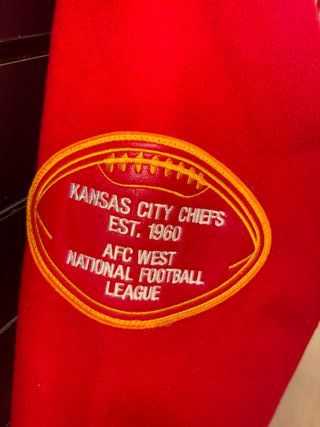 KANSAS CITY CHIEFS
EST. 1960
AFC WEST
NATIONAL FOOTBALL
LEAGUE